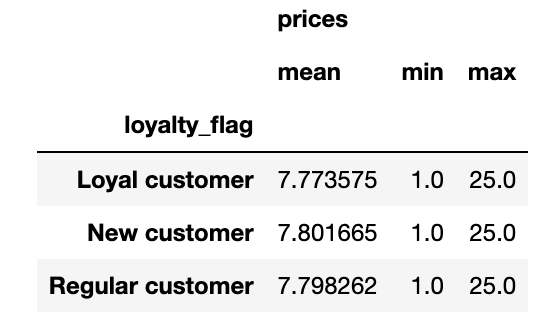 prices
mean min max
loyalty_flag
Loyal customer 7.773575 1.0 25.0
New customer 7.801665 1.0 25.0
Regular customer 7.798262 1.0 25.0